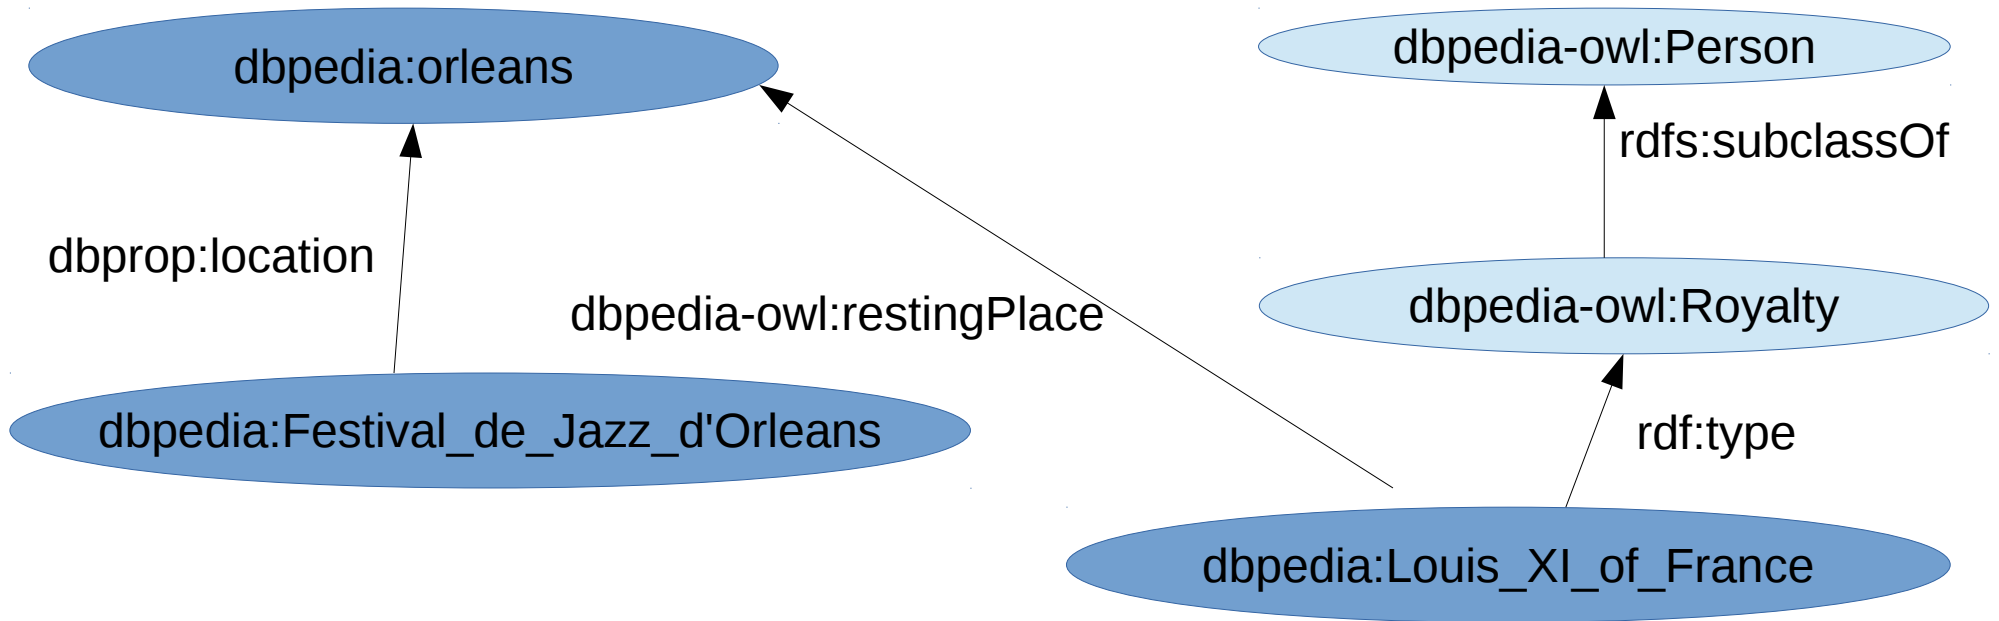 dbpedia:orleans
dbpedia-owl:Person
rdfs:subclassOf
dbprop:location
dbpedia-owl:restingPlace
dbpedia-owl:Royalty
dbpedia:Festival_de_Jazz_d'Orleans
rdf:type
dbpedia:Louis_XI_of_France